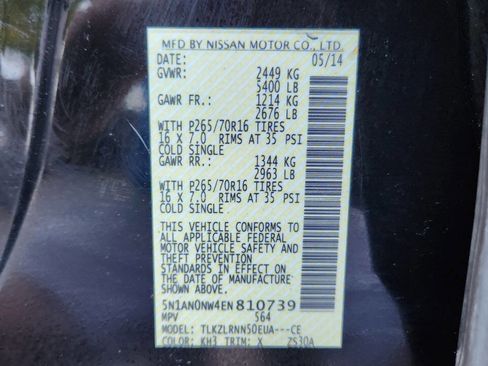 MFD BY NISSAN MOTOR CO., LTD.
DATE: 05/14
GVWR: 2449 KG
5400 LB
GAWR FR.: 1214 KG
2676 LB
WITH P265/70R16 TIRES
16 X 7.0 RIMS AT 35 PSI
COLD SINGLE
GAWR RR.: 1344 KG
2963 LB
WITH P265/70R16 TIRES
16 X 7.0 RIMS AT 35 PSI
COLD SINGLE
THIS VEHICLE CONFORMS TO
ALL APPLICABLE FEDERAL
MOTOR VEHICLE SAFETY AND
THEFT PREVENTION
STANDARDS IN EFFECT ON
THE DATE OF MANUFACTURE
SHOWN ABOVE.
5N1AN0NW4EN810739
MPV S64
MODEL: TLKZLRNN50EUA---CE
COLOR: KH3 TRIM: X ZS30A